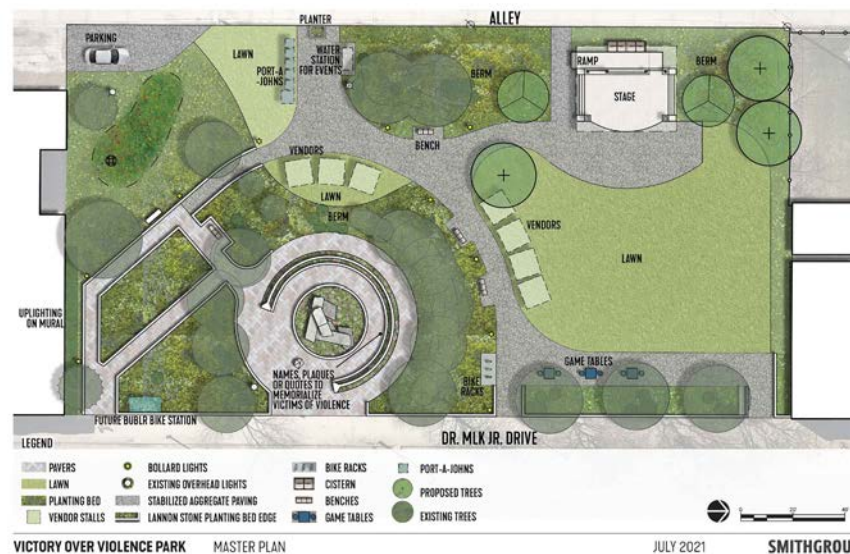 ALLEY
PLANTER
PARKING
LAWN
PORT-A
-JOHNS
WATER
STATION
FOR EVENTS
BERM
RAMP
STAGE
BERM
BENCH
VENDORS
LAWN
BERM
VENDORS
LAWN
UPLIGHTING
ON MURAL
NAMES, PLAQUES
OR QUOTES TO
MEMORIALIZE
VICTIMS OF VIOLENCE
BIKE
RACKS
GAME TABLES
FUTURE BUBLR BIKE STATION
DR. MLK JR. DRIVE
LEGEND
PAVERS
LAWN
PLANTING BED
VENDOR STALLS
BOLLARD LIGHTS
EXISTING OVERHEAD LIGHTS
STABILIZED AGGREGATE PAVING
LANNON STONE PLANTING BED EDGE
BIKE RACKS
CISTERN
BENCHES
GAME TABLES
PORT-A-JOHNS
PROPOSED TREES
EXISTING TREES
0 20' 40'
VICTORY OVER VIOLENCE PARK MASTER PLAN JULY 2021 SMITHGROU